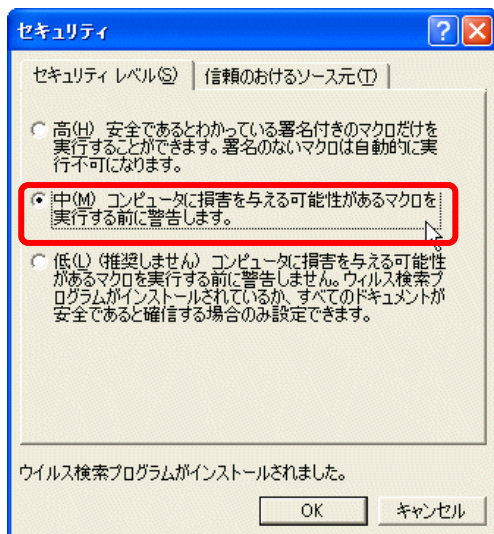 セキュリティ
セキュリティ レベル(S)
信頼のおけるソース元(T)
高(H) 安全であるとわかっている署名付きのマクロだけを
実行することができます。署名のないマクロは自動的に実
行不可になります。
中(M) コンピュータに損害を与える可能性があるマクロを
実行する前に警告します。
低(L) (推奨しません) コンピュータに損害を与える可能性
があるマクロを実行する前に警告しません。ウィルス検索プ
ログラムがインストールされているか、すべてのドキュメントが
安全であると確信する場合のみ設定できます。
ウイルス検索プログラムがインストールされました。
OK
キャンセル